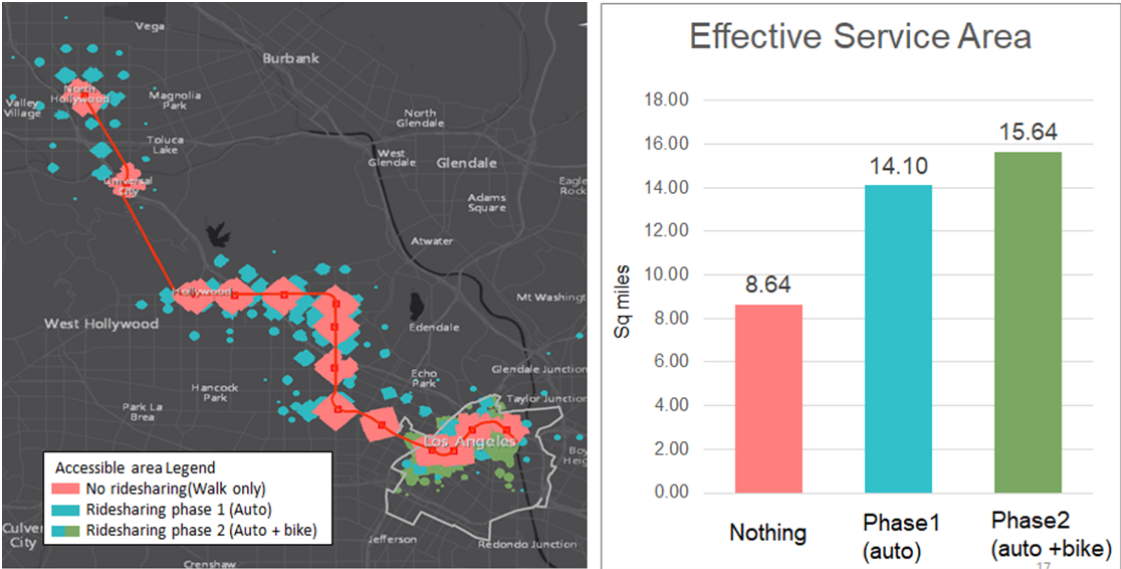 Vega
Burbank
North
Hollywood
Valley
Village
Magnolia
Park
Toluca
Lake
North
Glendale
West
Glendale
Glendale
Eagle
Rock
Adams
Square
Universal
City
Atwater
Hollywood
Mt Washingt
West Hollywood
Edendale
Echo
Park
Glendale Junction
Hancock
Park
Taylor Junction
Park La
Brea
Los Angeles
Boy
Heig
Accessible area Legend
No ridesharing(Walk only)
Ridesharing phase 1 (Auto)
Ridesharing phase 2 (Auto + bike)
Culver
City
Jefferson
Redondo Junction
Crenshaw
Effective Service Area
Sq miles
18.00
16.00
14.00
12.00
10.00
8.00
6.00
4.00
2.00
0.00
8.64
14.10
15.64
Nothing
Phase1
(auto)
Phase2
(auto +bike)
17